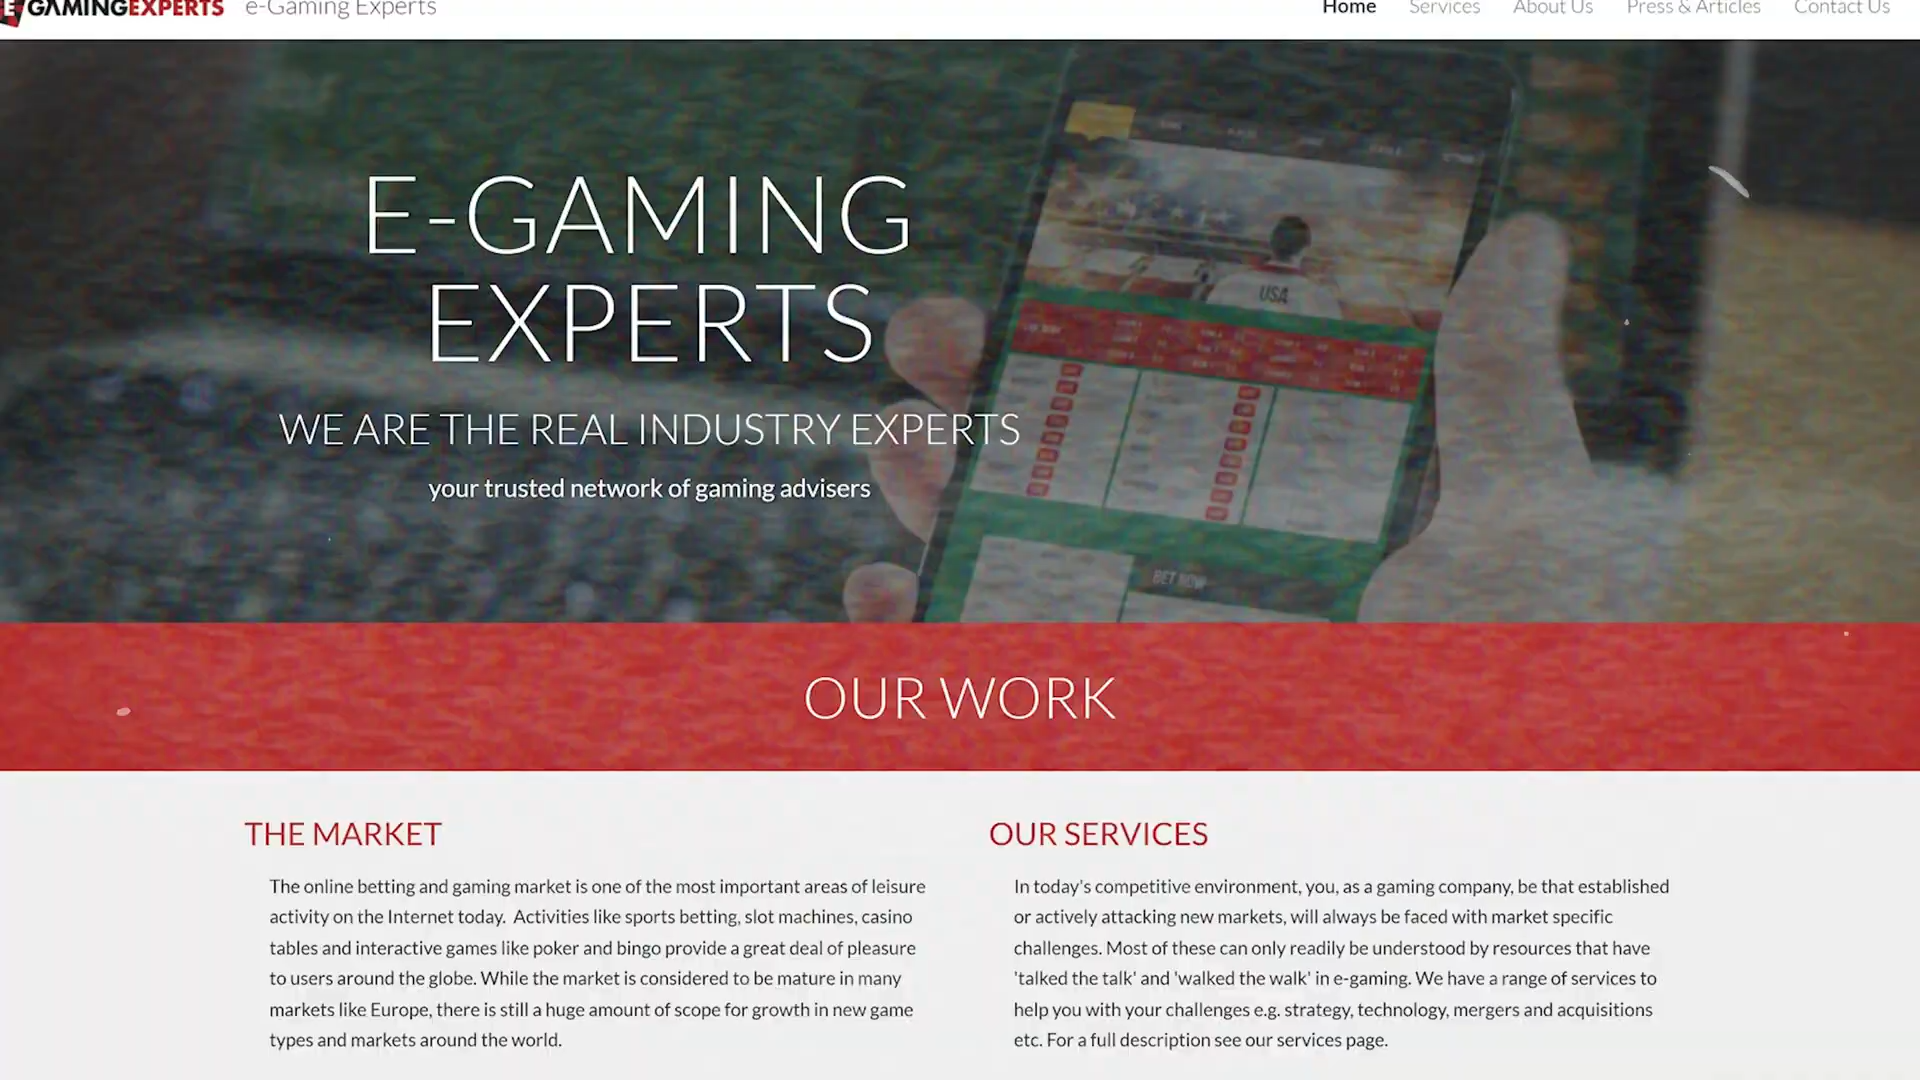 E GAMINGEXPERTS e-Gaming Experts Home Services About Us Press & Articles Contact Us
E-GAMING
EXPERTS
WE ARE THE REAL INDUSTRY EXPERTS
your trusted network of gaming advisers
USA
BET NOW
OUR WORK
THE MARKET
The online betting and gaming market is one of the most important areas of leisure
activity on the Internet today. Activities like sports betting, slot machines, casino
tables and interactive games like poker and bingo provide a great deal of pleasure
to users around the globe. While the market is considered to be mature in many
markets like Europe, there is still a huge amount of scope for growth in new game
types and markets around the world.
OUR SERVICES
In today's competitive environment, you, as a gaming company, be that established
or actively attacking new markets, will always be faced with market specific
challenges. Most of these can only readily be understood by resources that have
'talked the talk' and 'walked the walk' in e-gaming. We have a range of services to
help you with your challenges e.g. strategy, technology, mergers and acquisitions
etc. For a full description see our services page.